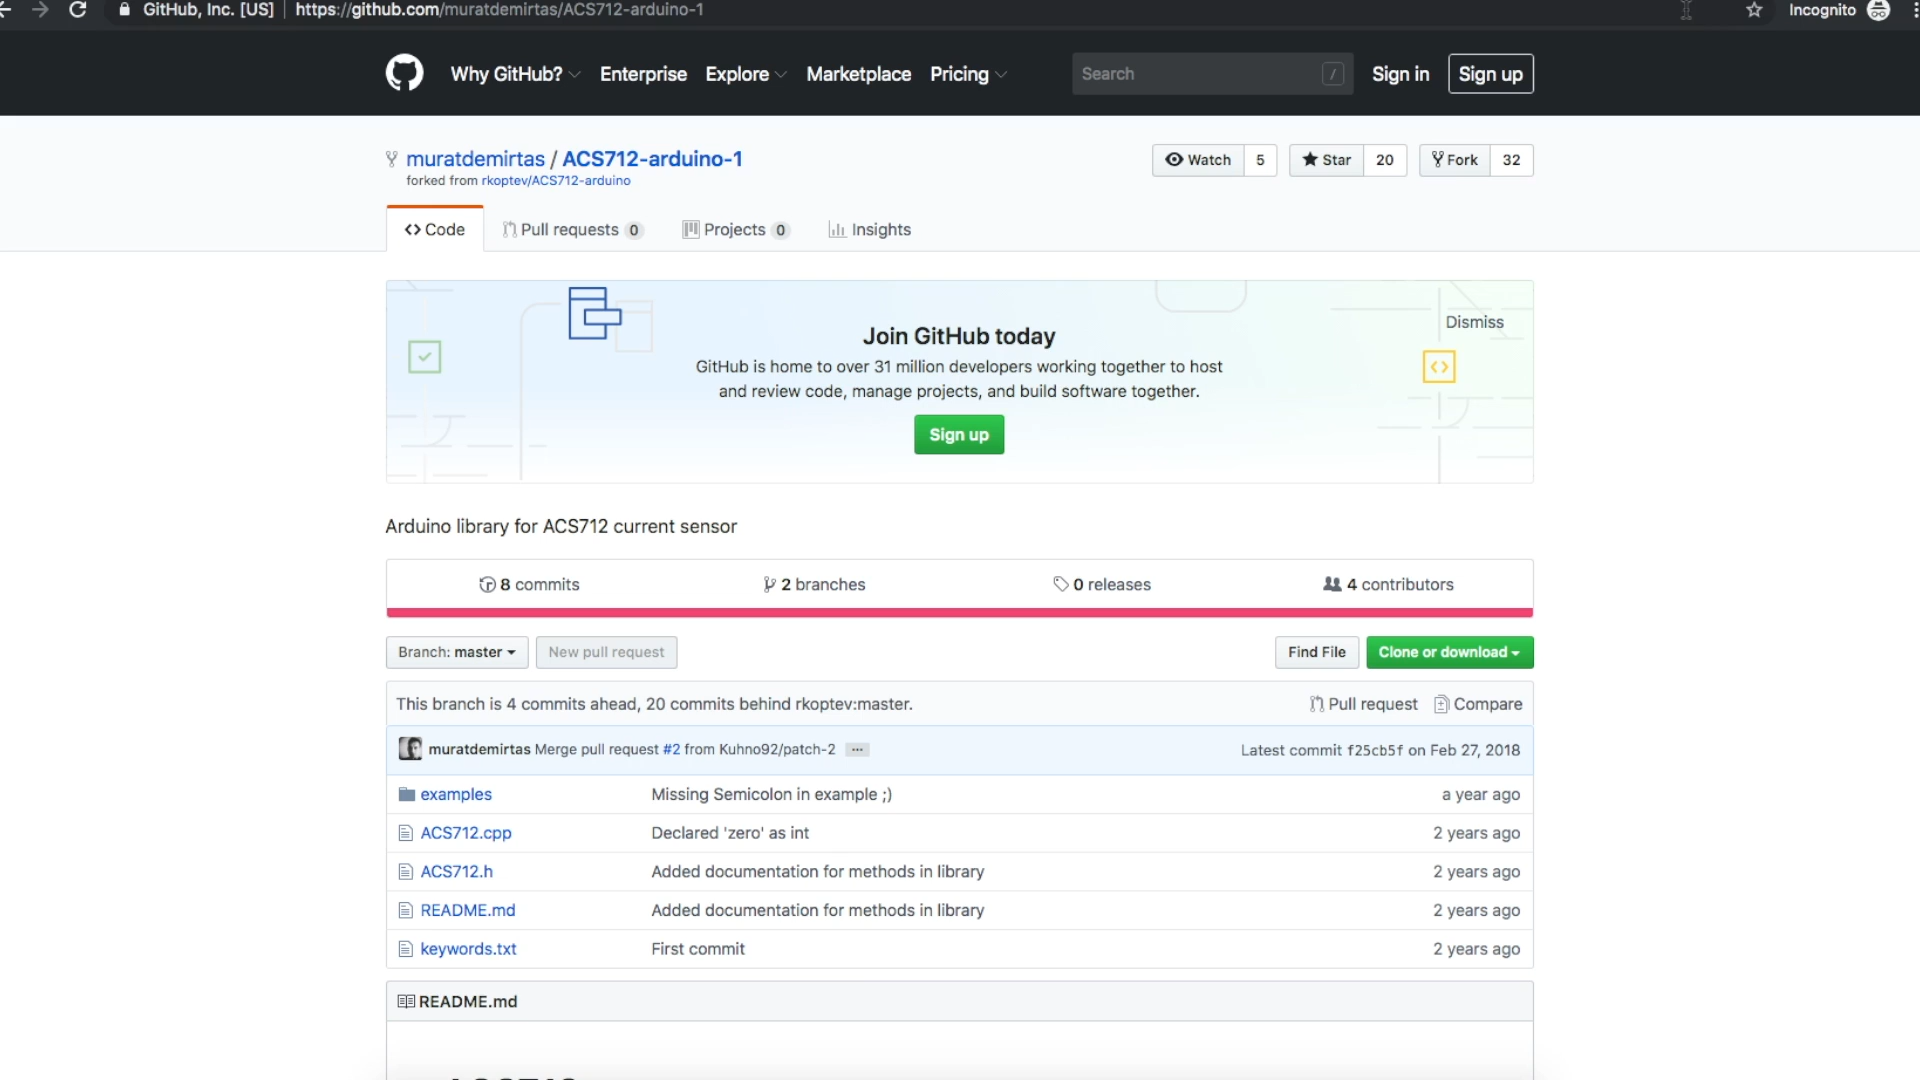 GitHub, Inc. [US] https://github.com/muratdemirtas/ACS712-arduino-1 Incognito
Why GitHub? Enterprise Explore Marketplace Pricing Search / Sign in Sign up
muratdemirtas / ACS712-arduino-1 Watch 5 Star 20 Fork 32
forked from rkoptev/ACS712-arduino
Code Pull requests 0 Projects 0 Insights
Dismiss
Join GitHub today
GitHub is home to over 31 million developers working together to host
and review code, manage projects, and build software together.
Sign up
Arduino library for ACS712 current sensor
8 commits 2 branches 0 releases 4 contributors
Branch: master New pull request Find File Clone or download
This branch is 4 commits ahead, 20 commits behind rkoptev:master. Pull request Compare
muratdemirtas Merge pull request #2 from Kuhno92/patch-2 ... Latest commit f25cb5f on Feb 27, 2018
examples Missing Semicolon in example ;) a year ago
ACS712.cpp Declared 'zero' as int 2 years ago
ACS712.h Added documentation for methods in library 2 years ago
README.md Added documentation for methods in library 2 years ago
keywords.txt First commit 2 years ago
README.md